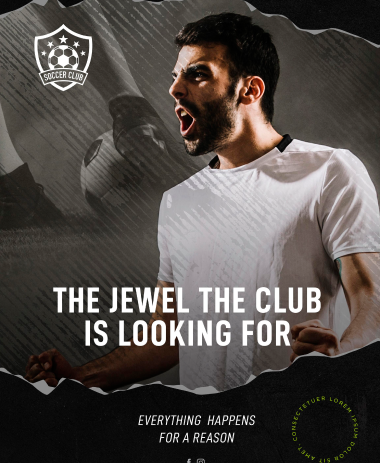 SOCCER CLUB
THE JEWEL THE CLUB
IS LOOKING FOR
EVERYTHING HAPPENS
FOR A REASON
CONSECTETUER LOREM IPSUM DOLOR SIT AMET,